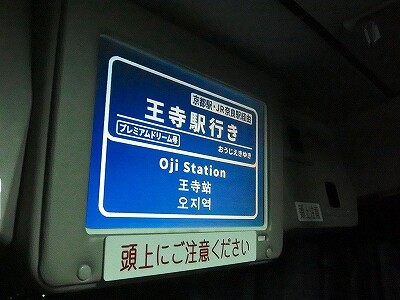 京都駅・JR奈良駅経由
王寺駅行き
プレミアムドリーム号
おうじえきゆき
Oji Station
王寺站
오지역
頭上にご注意ください